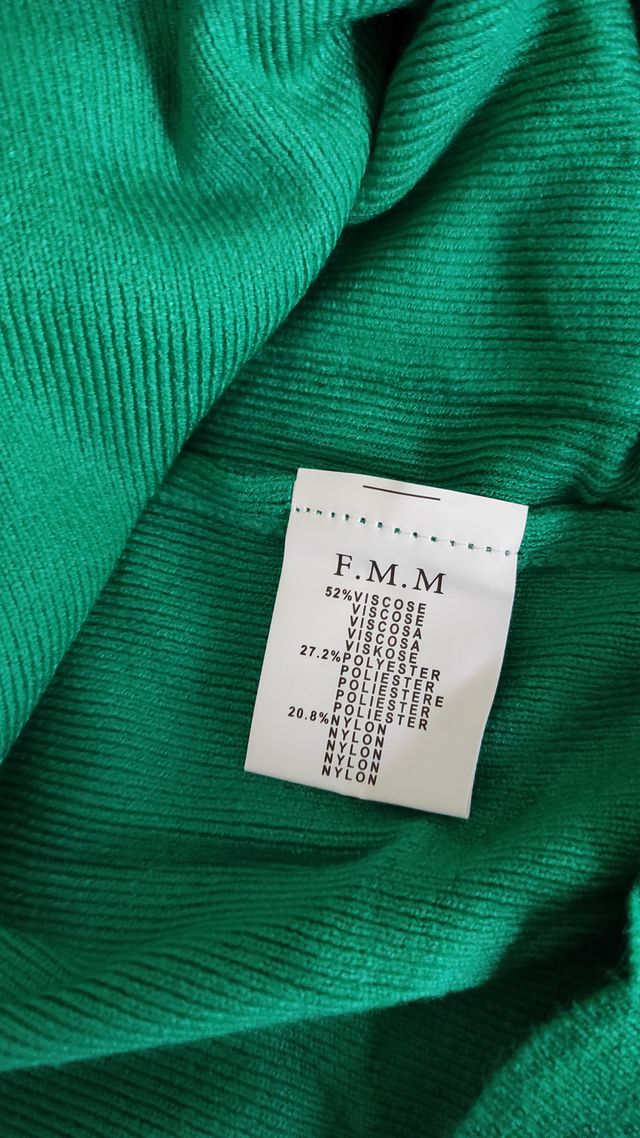 F.M.M
52%VISCOSE
VISCOSE
VISCOSA
VISCOSA
VISKOSE
27.2%POLYESTER
POLIESTER
POLIESTERE
POLIESTER
POLIESTER
20.8%NYLON
NYLON
NYLON
NYLON
NYLON